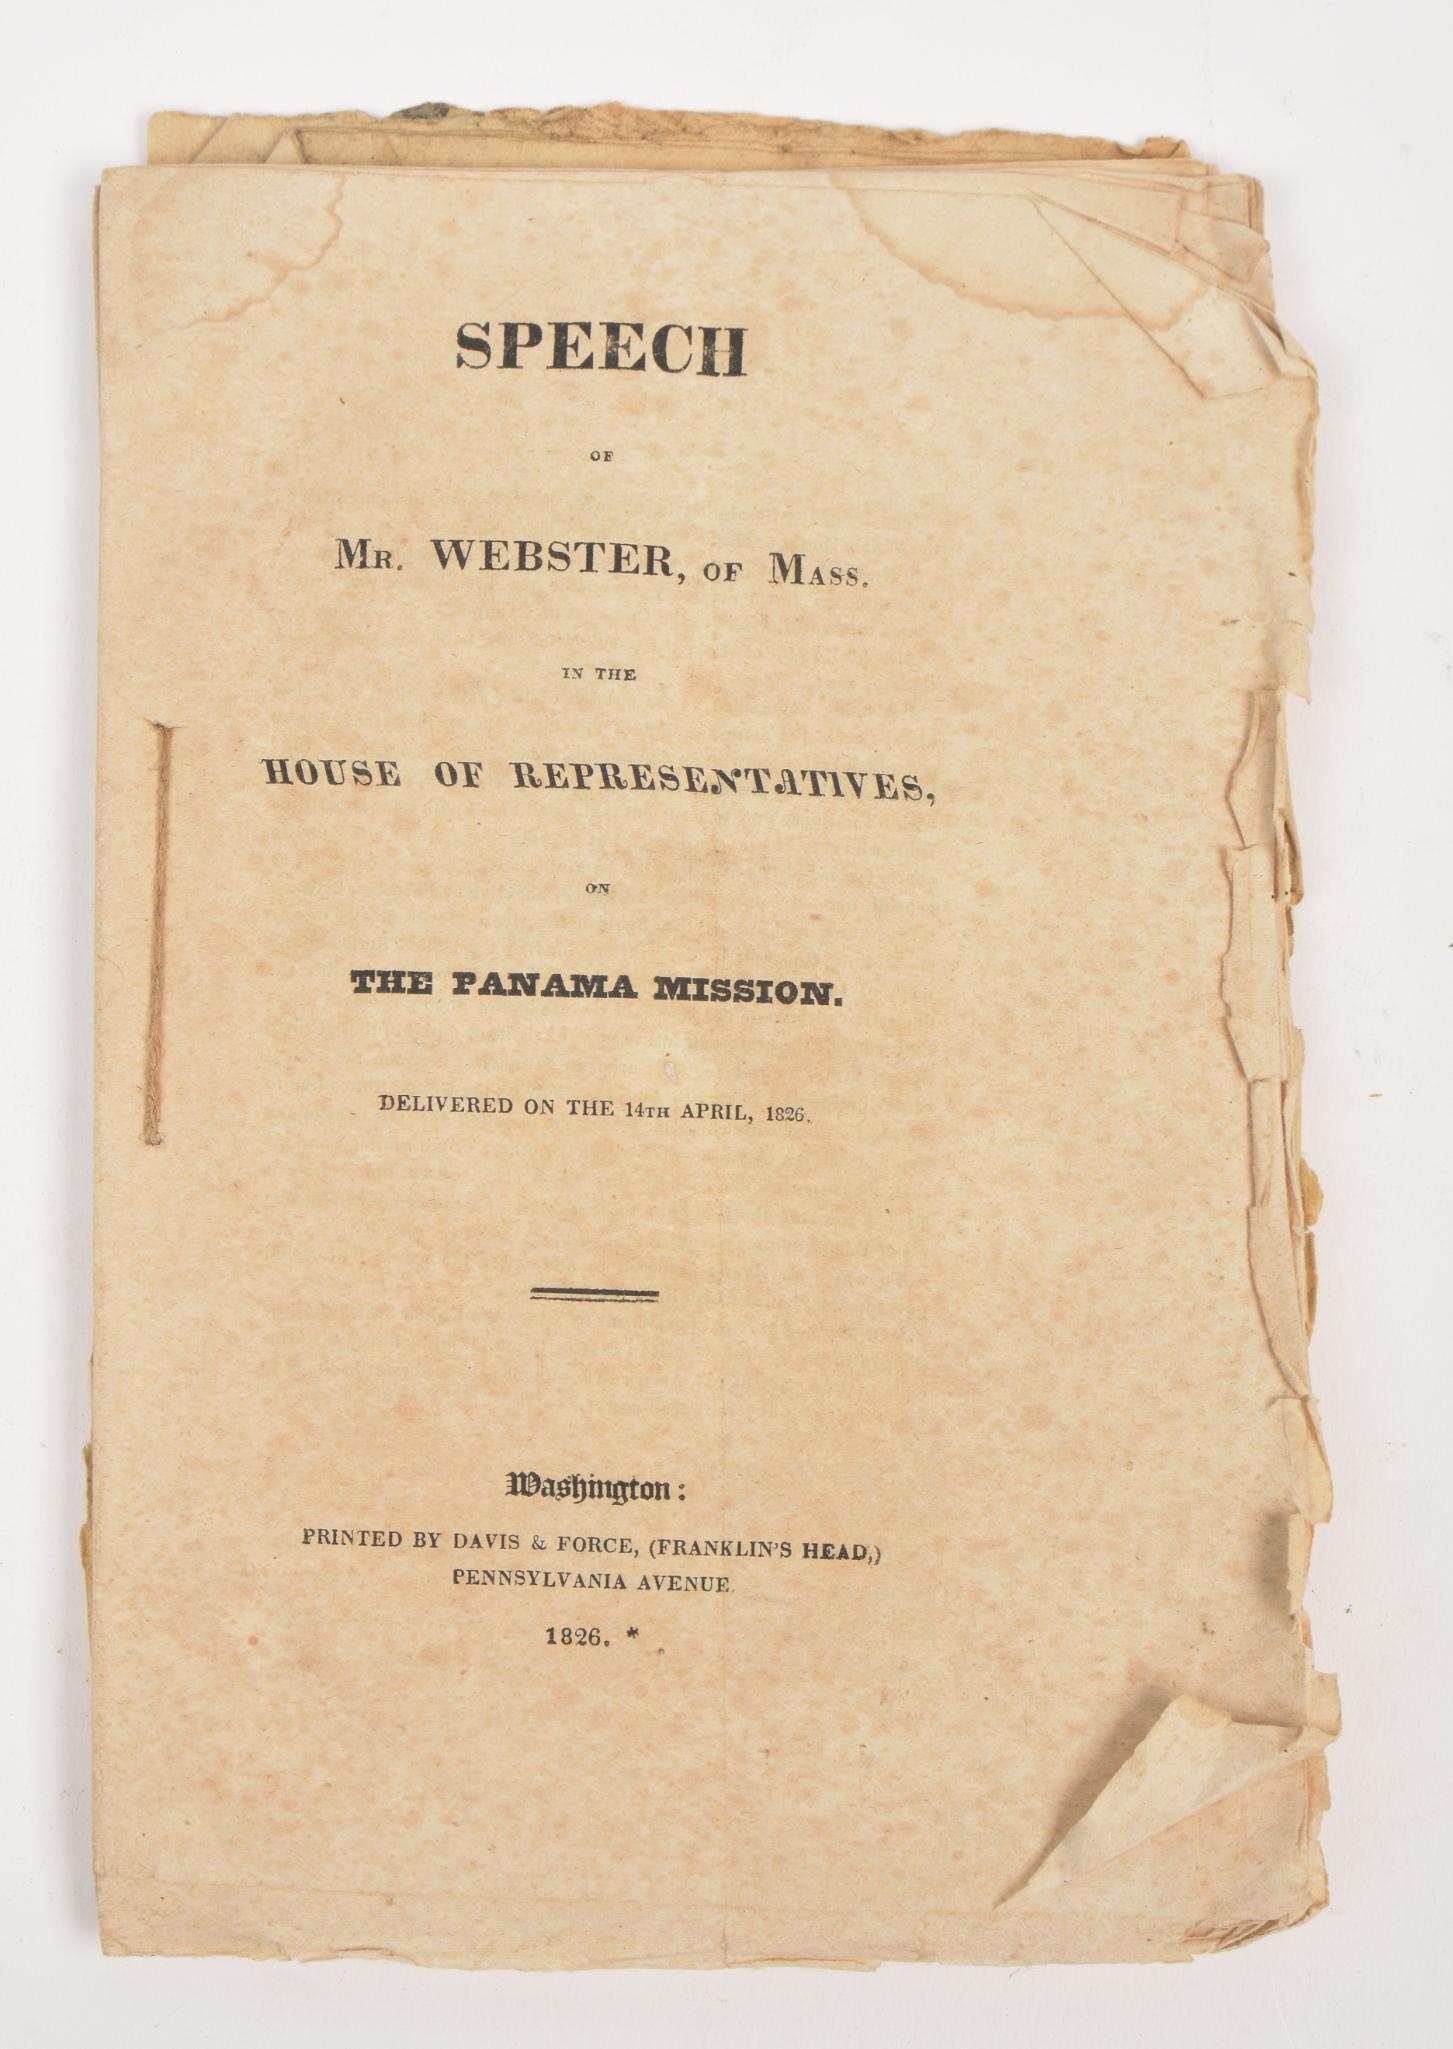 SPEECH
OF
MR. WEBSTER, OF MASS.
IN THE
HOUSE OF REPRESENTATIVES,
ON
THE PANAMA MISSION.
DELIVERED ON THE 14TH APRIL, 1826.
Washington:
PRINTED BY DAVIS & FORCE, (FRANKLIN'S HEAD,)
PENNSYLVANIA AVENUE.
1826. *